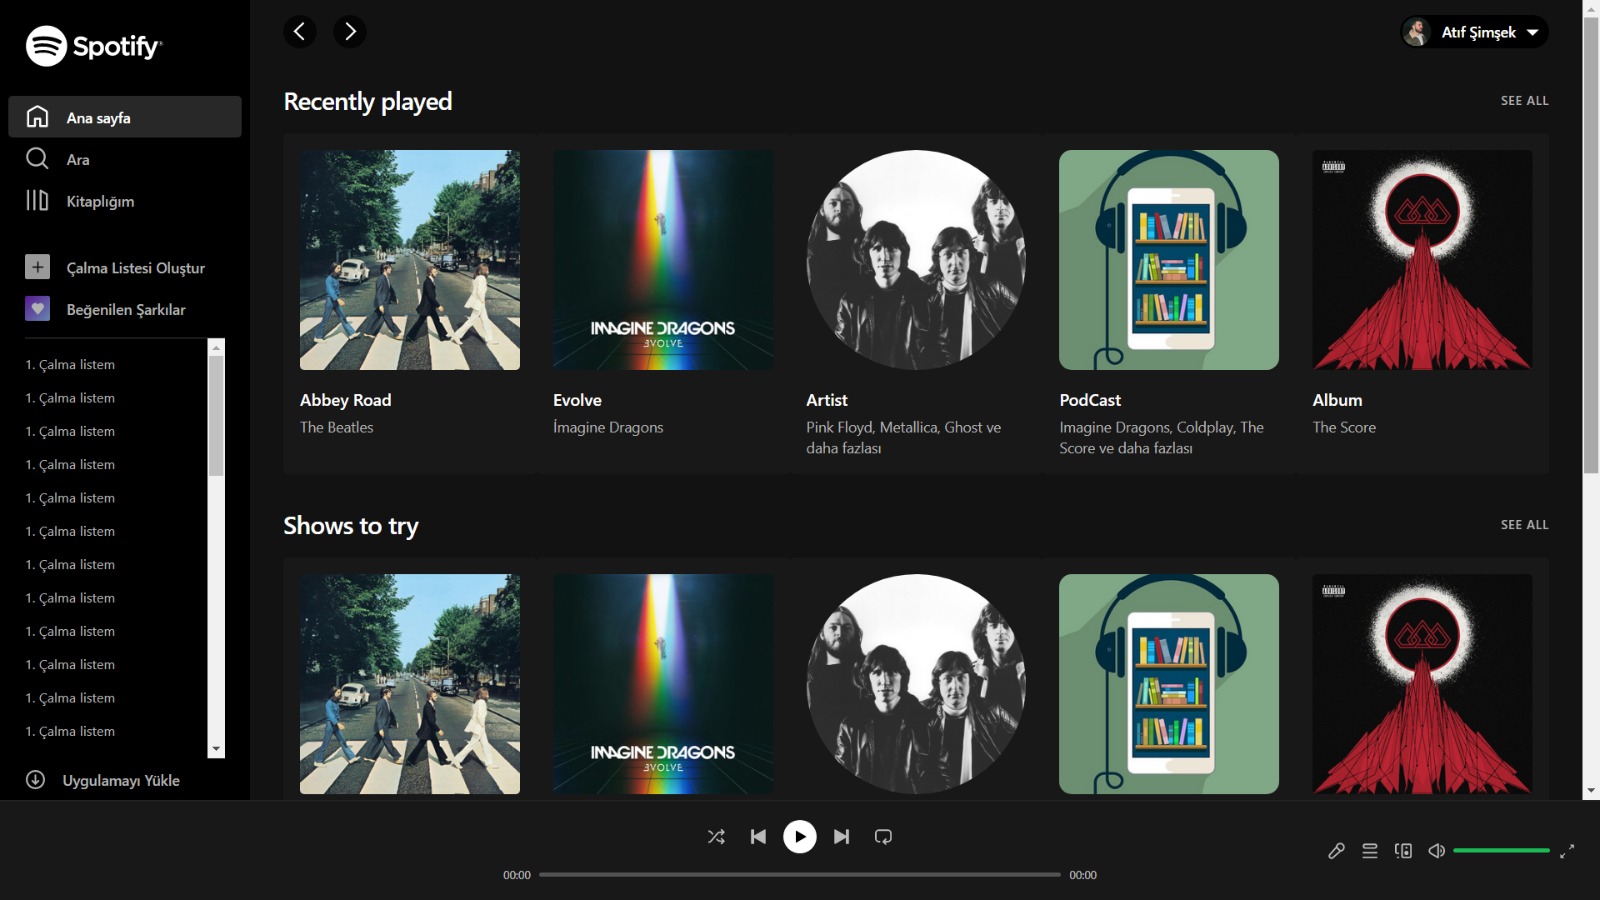 Spotify®
Ana sayfa
Ara
Kitaplığım
Çalma Listesi Oluştur
Beğenilen Şarkılar
1. Çalma listem
1. Çalma listem
1. Çalma listem
1. Çalma listem
1. Çalma listem
1. Çalma listem
1. Çalma listem
1. Çalma listem
1. Çalma listem
1. Çalma listem
1. Çalma listem
1. Çalma listem
Uygulamayı Yükle
Atıf Şimşek
Recently played
SEE ALL
IMAGINE DRAGONS
EVOLVE
Abbey Road
The Beatles
Evolve
İmagine Dragons
Artist
Pink Floyd, Metallica, Ghost ve
daha fazlası
PodCast
Imagine Dragons, Coldplay, The
Score ve daha fazlası
Album
The Score
Shows to try
SEE ALL
IMAGINE DRAGONS
EVOLVE
00:00
00:00